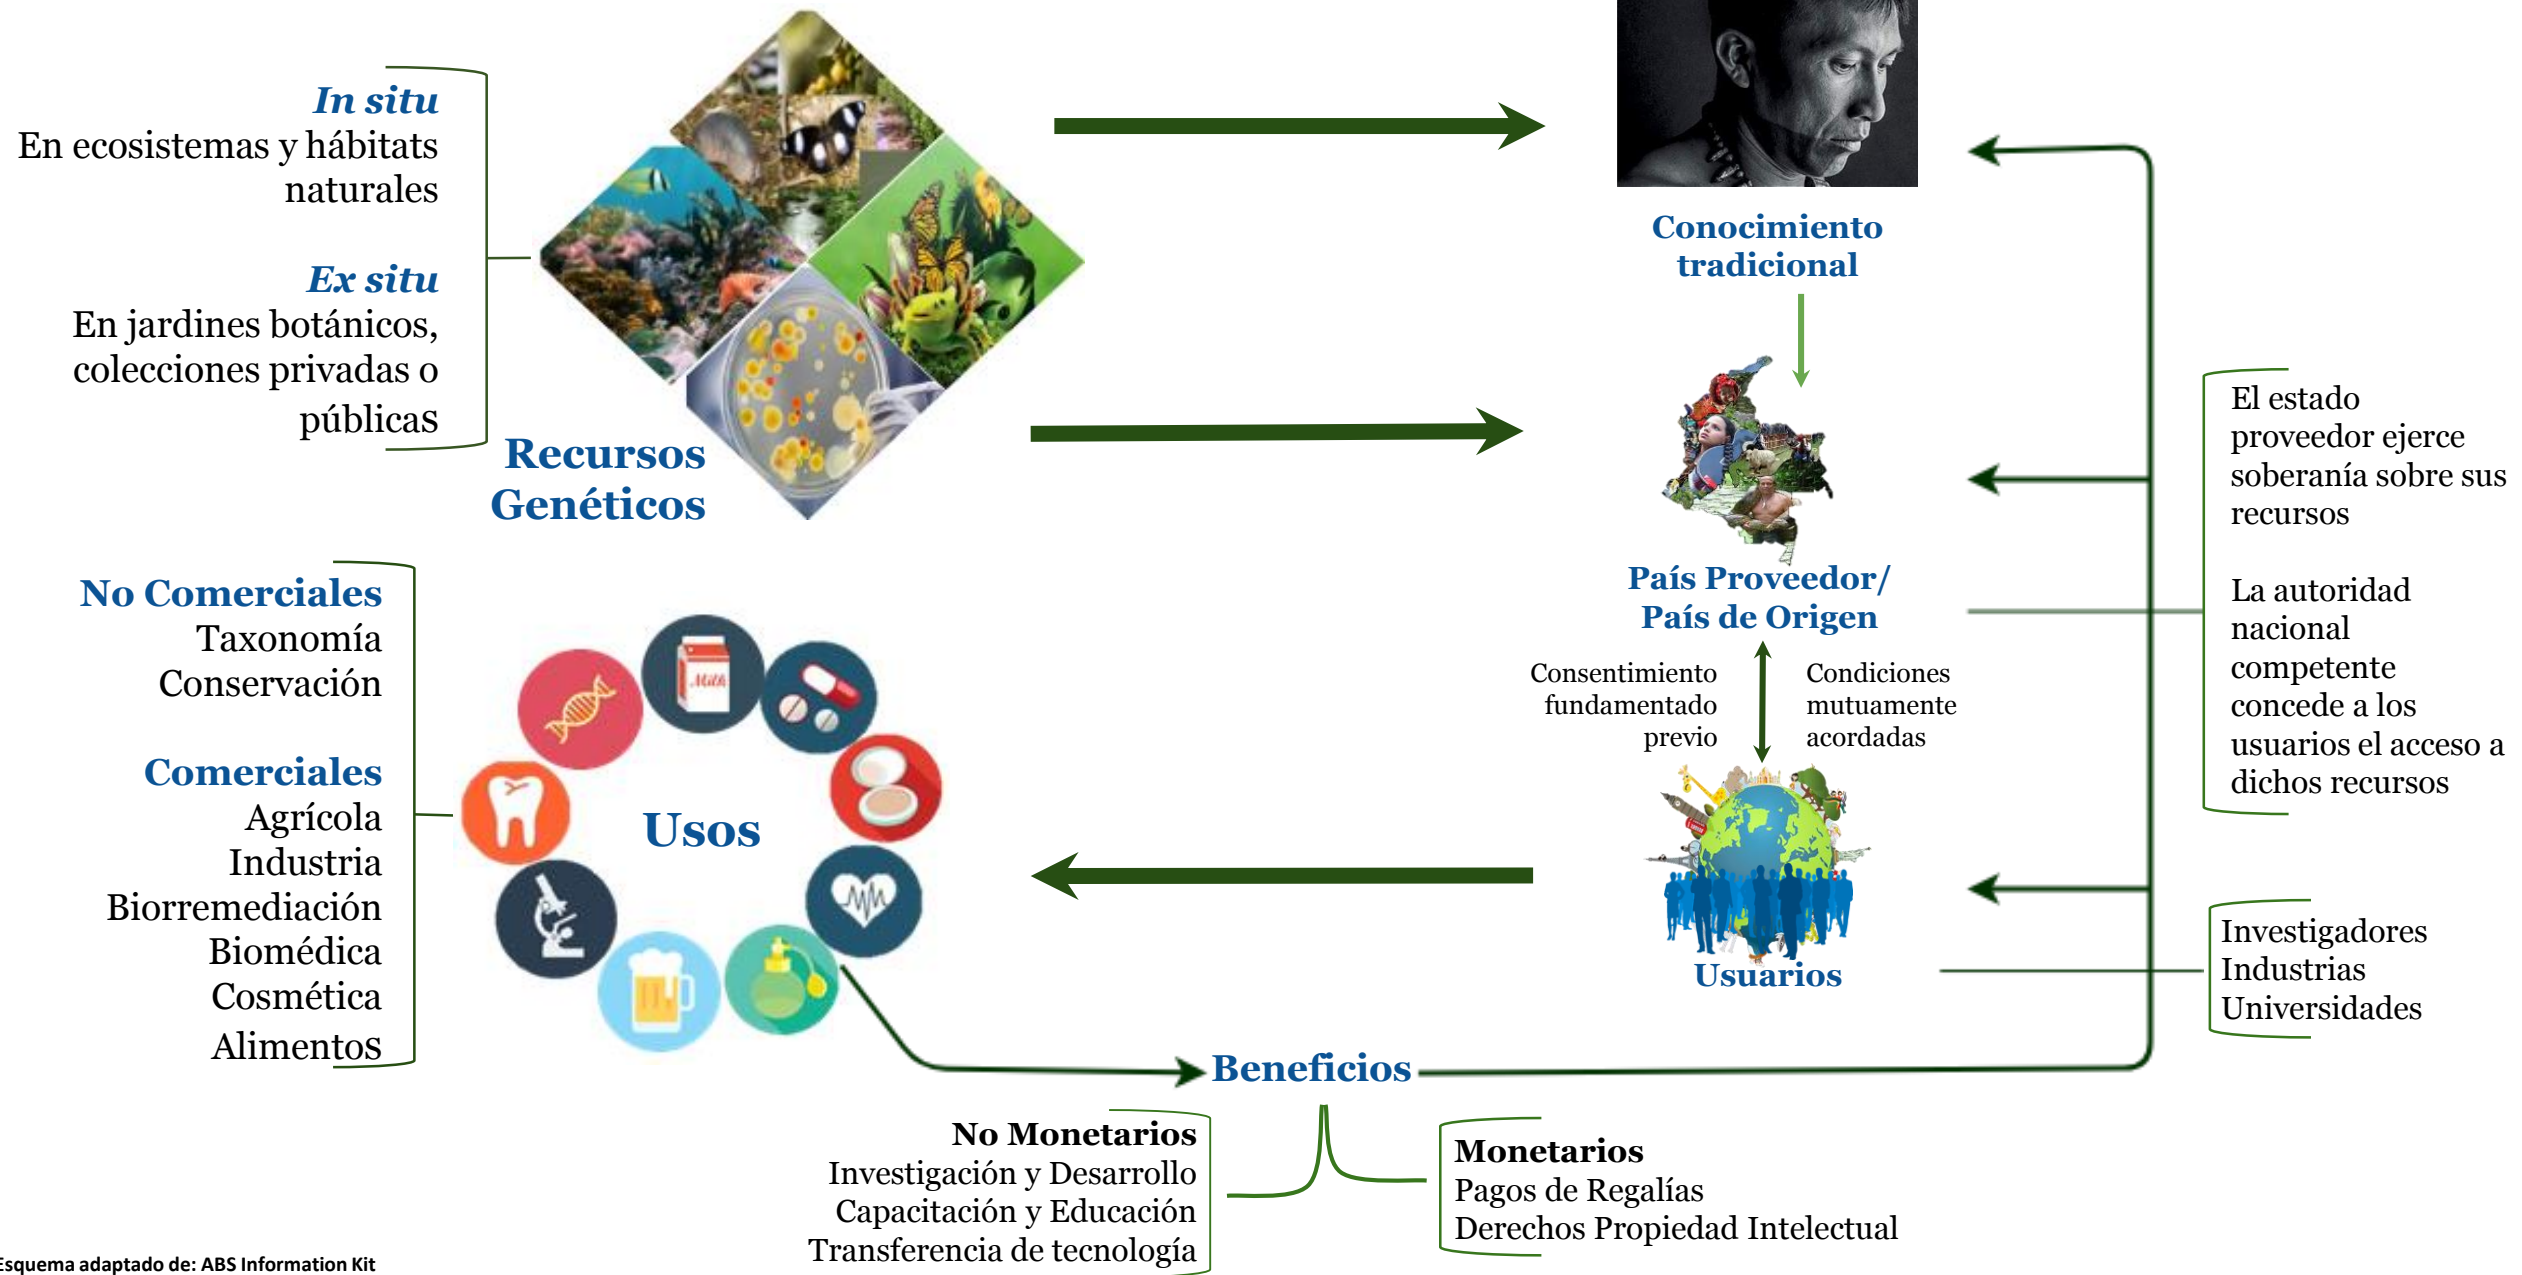 In situ
En ecosistemas y hábitats
naturales
Ex situ
En jardines botánicos,
colecciones privadas o
públicas
Recursos
Genéticos
Conocimiento
tradicional
País Proveedor/
País de Origen
Consentimiento
fundamentado
previo
Condiciones
mutuamente
acordadas
Usuarios
El estado
proveedor ejerce
soberanía sobre sus
recursos
La autoridad
nacional
competente
concede a los
usuarios el acceso a
dichos recursos
Investigadores
Industrias
Universidades
No Comerciales
Taxonomía
Conservación
Comerciales
Agrícola
Industria
Biorremediación
Biomédica
Cosmética
Alimentos
Milk
Usos
Beneficios
No Monetarios
Investigación y Desarrollo
Capacitación y Educación
Transferencia de tecnología
Monetarios
Pagos de Regalías
Derechos Propiedad Intelectual
Esquema adaptado de: ABS Information Kit